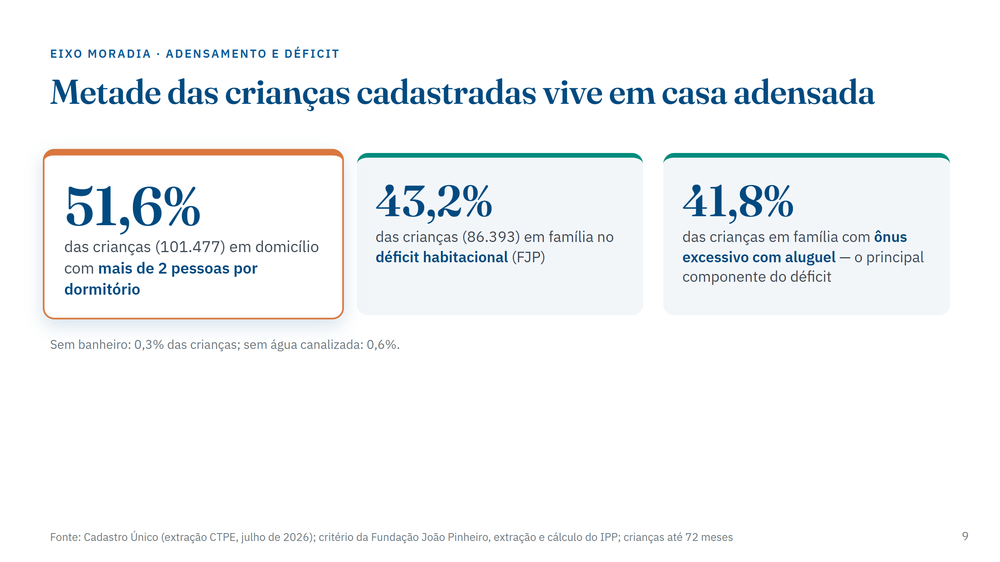 EIXO MORADIA · ADENSAMENTO E DÉFICIT
Metade das crianças cadastradas vive em casa adensada
51,6%
das crianças (101.477) em domicílio
com mais de 2 pessoas por
dormitório
43,2%
das crianças (86.393) em família no
déficit habitacional (FJP)
41,8%
das crianças em família com ônus
excessivo com aluguel — o principal
componente do déficit
Sem banheiro: 0,3% das crianças; sem água canalizada: 0,6%.
Fonte: Cadastro Único (extração CTPE, julho de 2026); critério da Fundação João Pinheiro, extração e cálculo do IPP; crianças até 72 meses
9